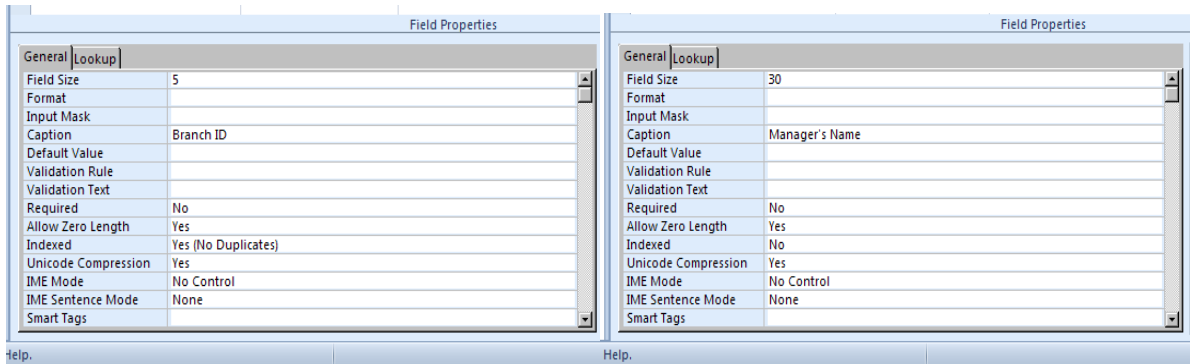 Field Properties
General Lookup
Field Size 5
Format
Input Mask
Caption Branch ID
Default Value
Validation Rule
Validation Text
Required No
Allow Zero Length Yes
Indexed Yes (No Duplicates)
Unicode Compression Yes
IME Mode No Control
IME Sentence Mode None
Smart Tags
Help.
Field Properties
General Lookup
Field Size 30
Format
Input Mask
Caption Manager's Name
Default Value
Validation Rule
Validation Text
Required No
Allow Zero Length Yes
Indexed No
Unicode Compression Yes
IME Mode No Control
IME Sentence Mode None
Smart Tags
Help.